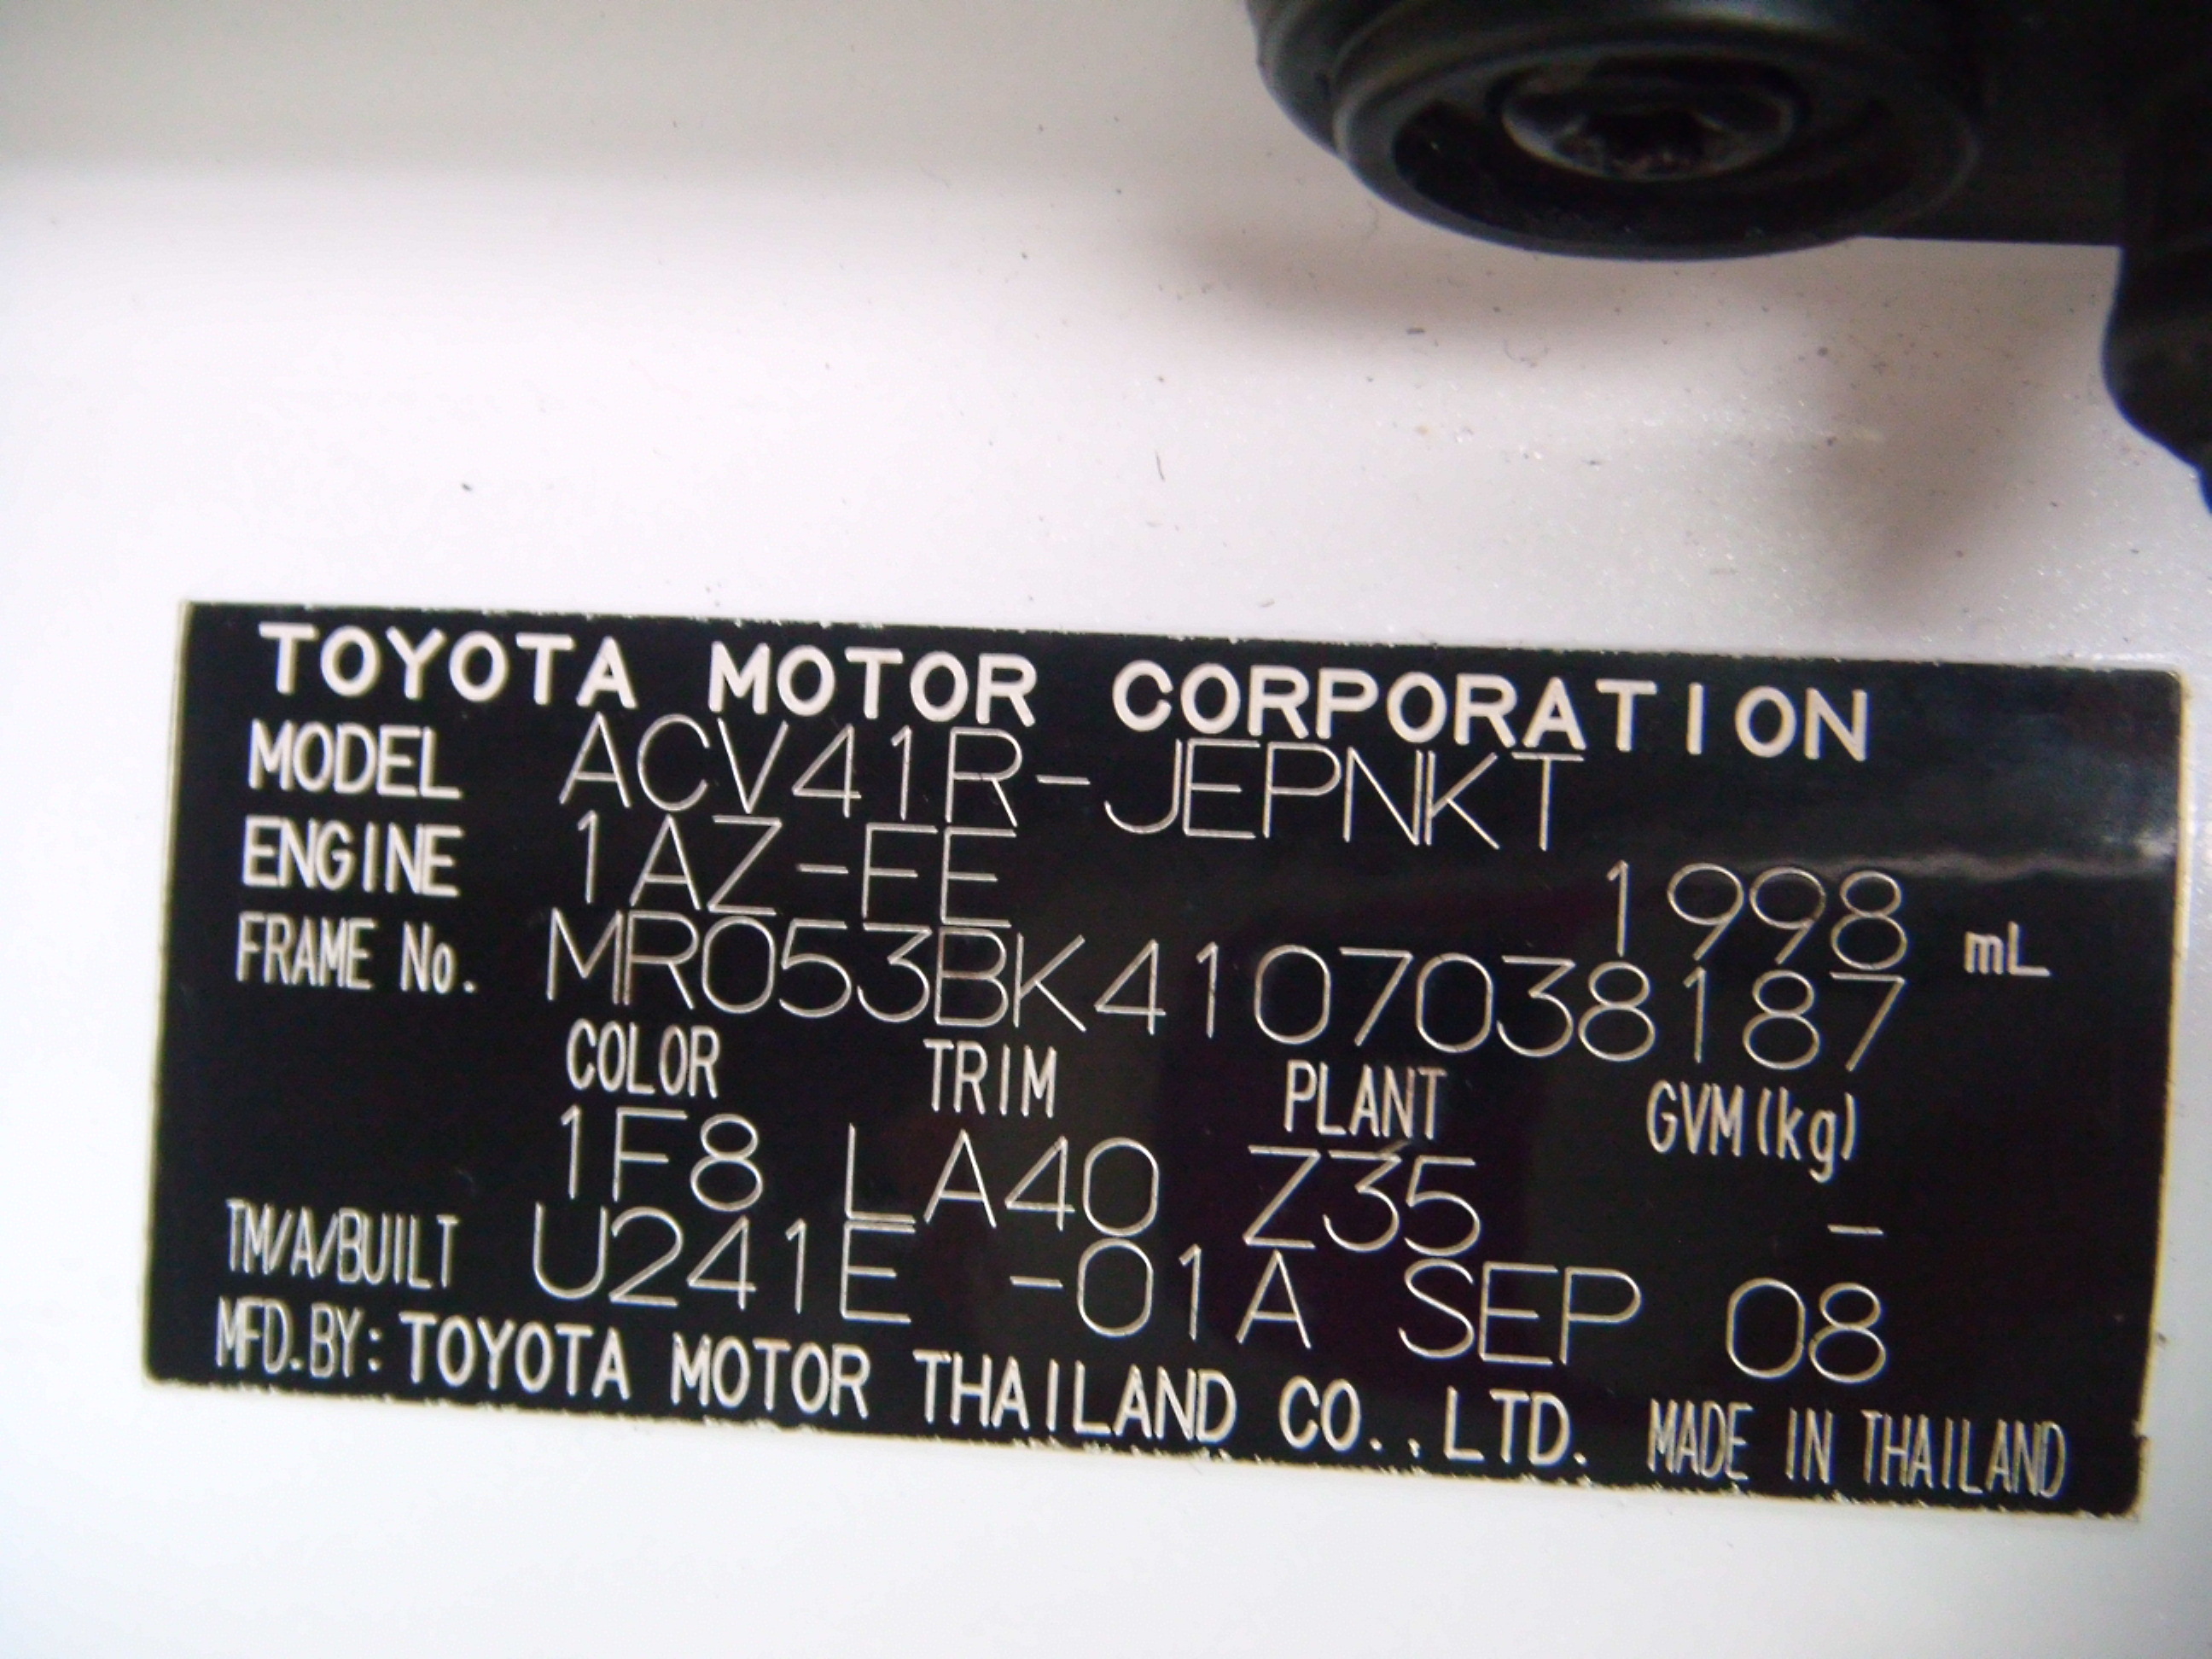 TOYOTA MOTOR CORPORATION
MODEL ACV41R-JEPNKT
ENGINE 1AZ-FE 1998 mL
FRAME No. MR053BK4107038187
COLOR TRIM PLANT GVM(kg)
1F8 LA40 Z35 -
TM/A/BUILT U241E -01A SEP 08
MFD.BY: TOYOTA MOTOR THAILAND CO.,LTD. MADE IN THAILAND